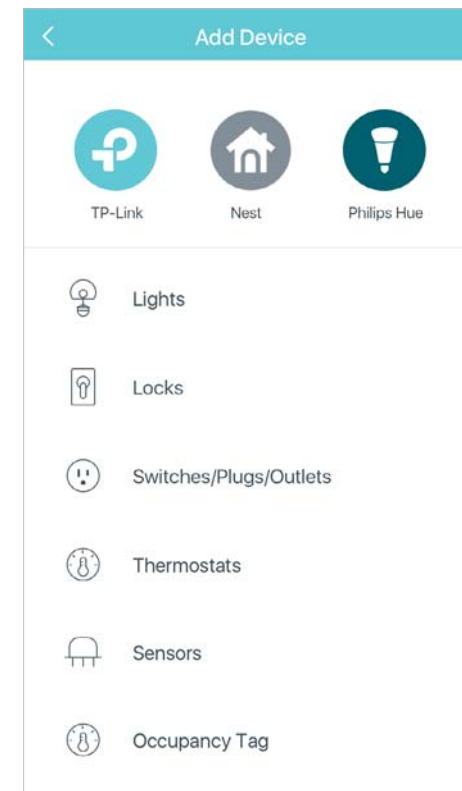 Add Device
TP-Link Nest Philips Hue
Lights
Locks
Switches/Plugs/Outlets
Thermostats
Sensors
Occupancy Tag